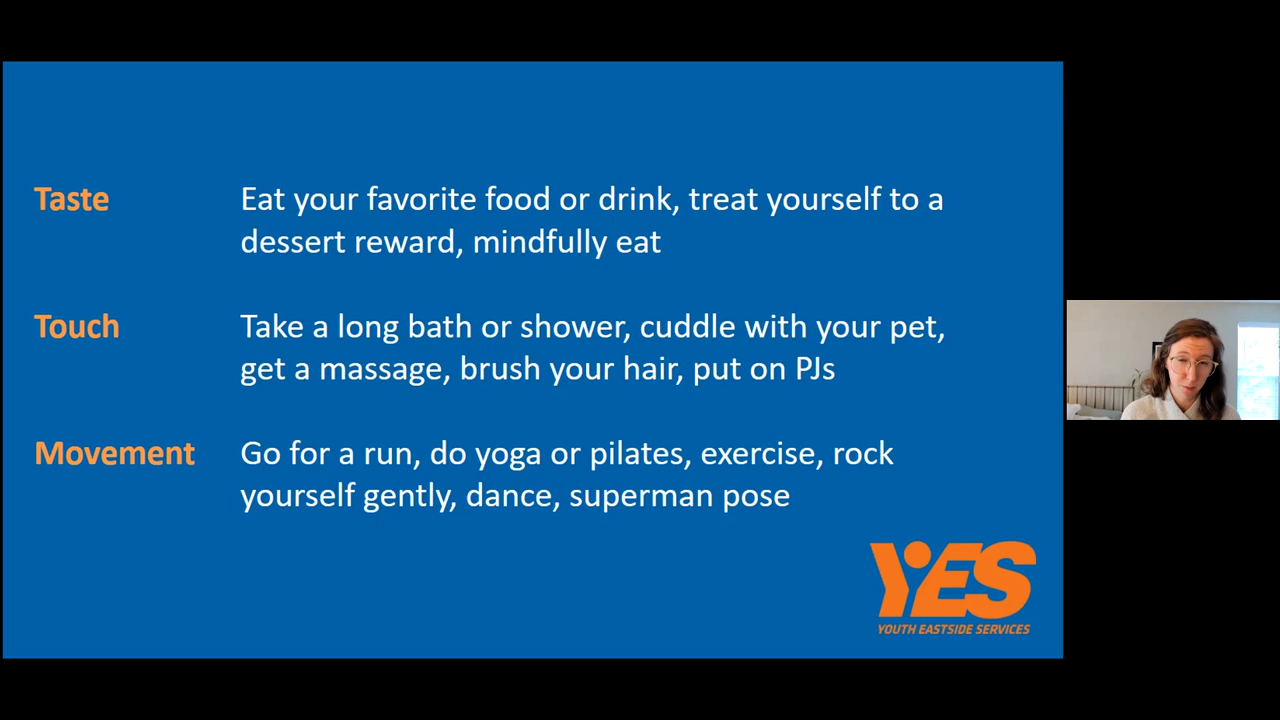 Taste
Eat your favorite food or drink, treat yourself to a
dessert reward, mindfully eat
Touch
Take a long bath or shower, cuddle with your pet,
get a massage, brush your hair, put on PJs
Movement
Go for a run, do yoga or pilates, exercise, rock
yourself gently, dance, superman pose
YES
YOUTH EASTSIDE SERVICES